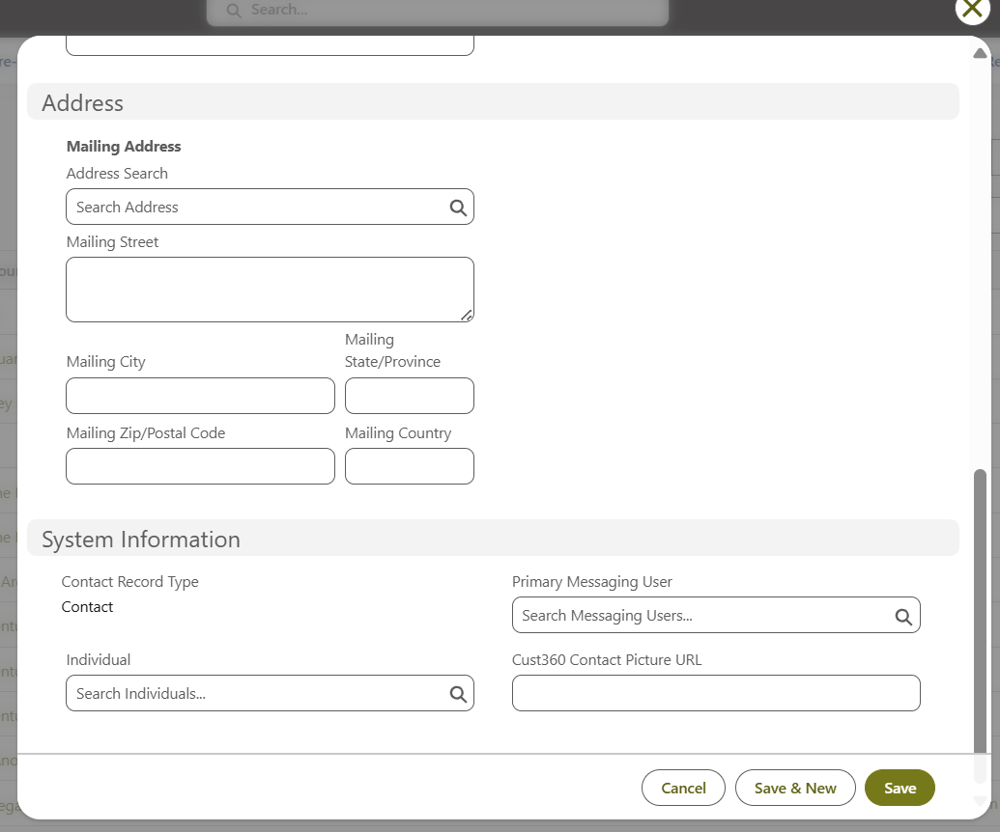 Search...
Address
Mailing Address
Address Search
Search Address
Mailing Street
Mailing City
Mailing
State/Province
Mailing Zip/Postal Code
Mailing Country
System Information
Contact Record Type
Contact
Primary Messaging User
Search Messaging Users...
Individual
Search Individuals...
Cust360 Contact Picture URL
Cancel
Save & New
Save